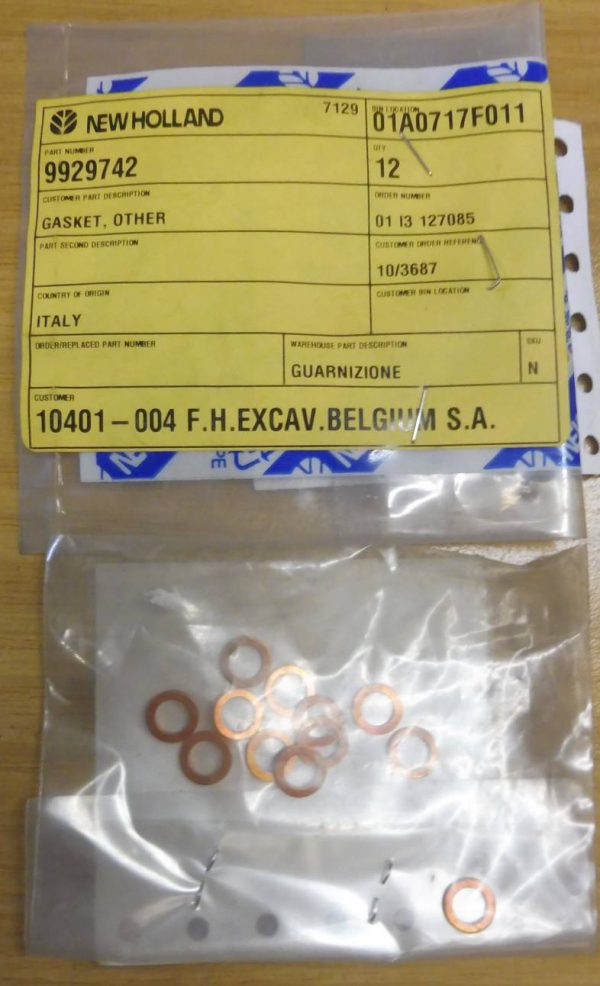 NEW HOLLAND
7129
BIN LOCATION
01A0717F011
PART NUMBER
9929742
QTY
12
CUSTOMER PART DESCRIPTION
GASKET, OTHER
ORDER NUMBER
01 I3 127085
PART SECOND DESCRIPTION
CUSTOMER ORDER REFERENCE
10/3687
COUNTRY OF ORIGIN
ITALY
CUSTOMER BIN LOCATION
ORDER/REPLACED PART NUMBER
WAREHOUSE PART DESCRIPTION
GUARNIZIONE
N
CUSTOMER
10401-004 F.H.EXCAV.BELGIUM S.A.